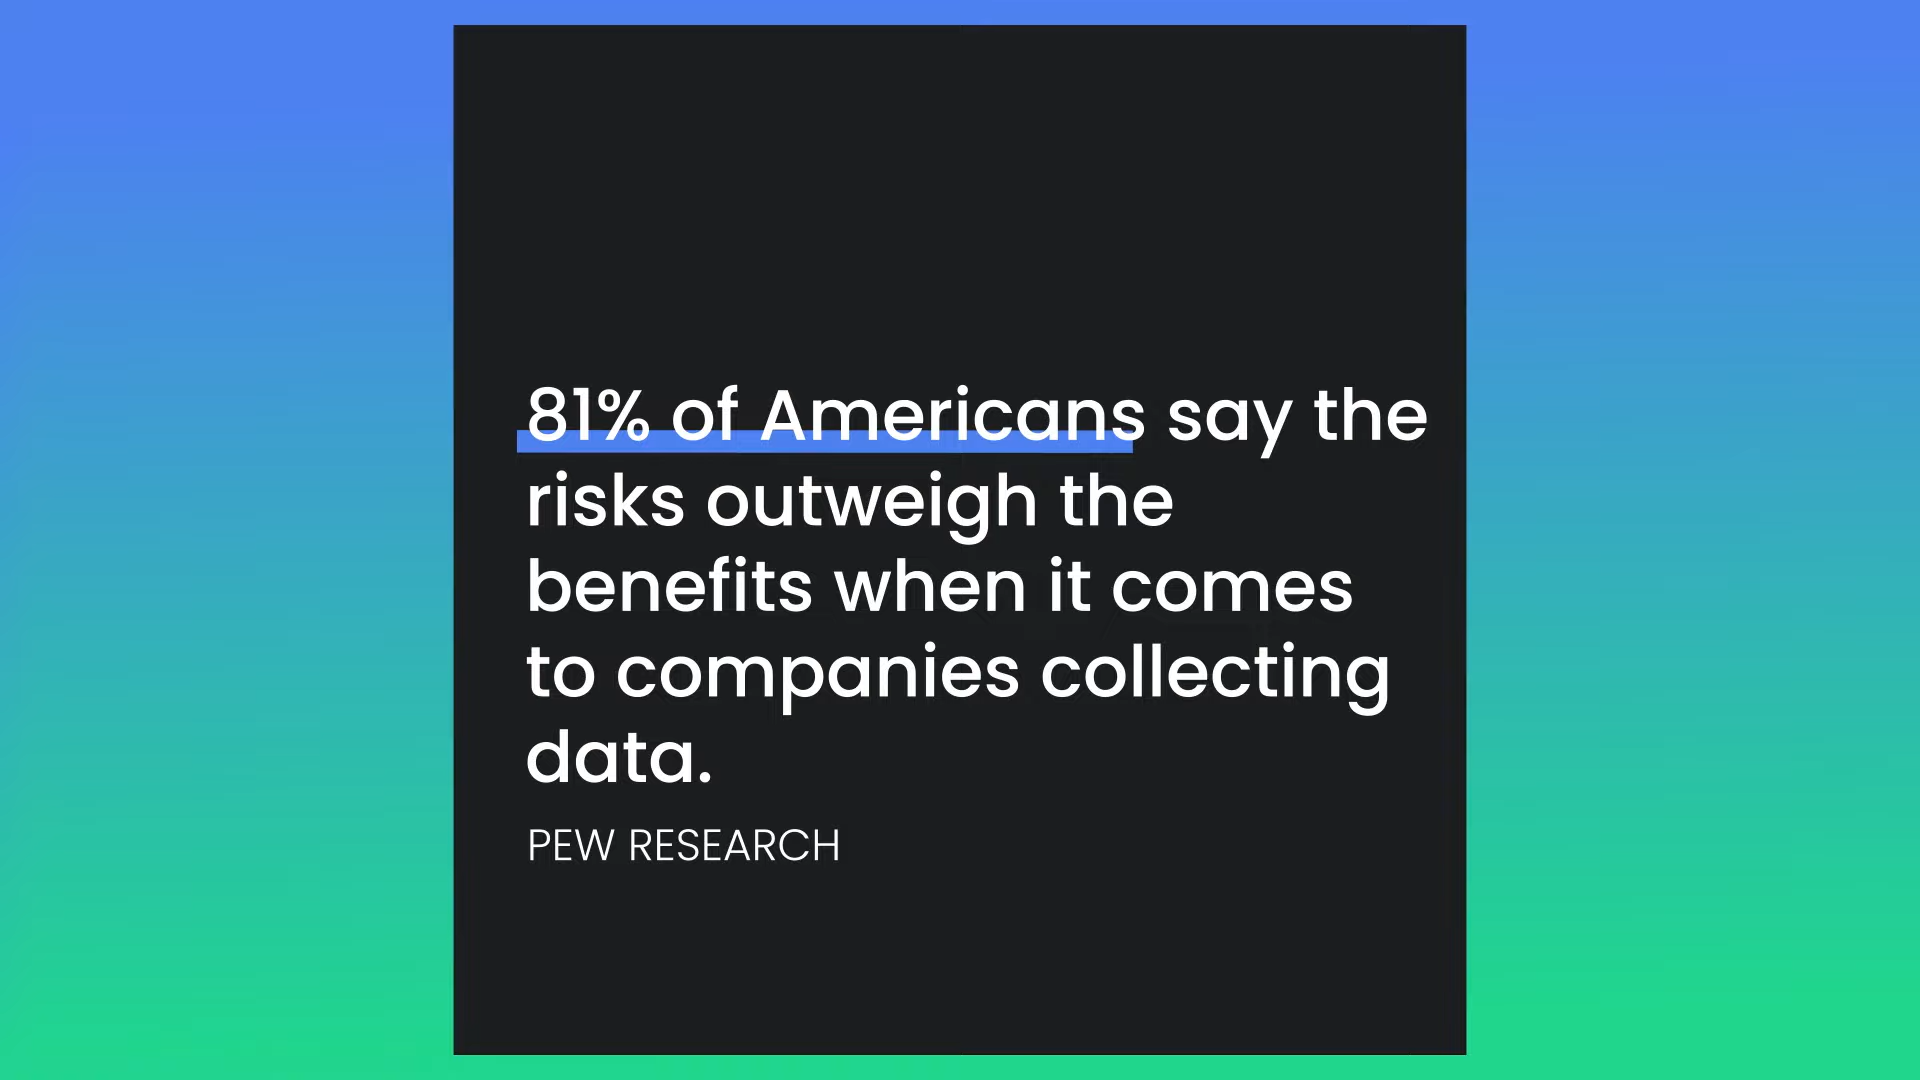 81% of Americans say the
risks outweigh the
benefits when it comes
to companies collecting
data.
PEW RESEARCH